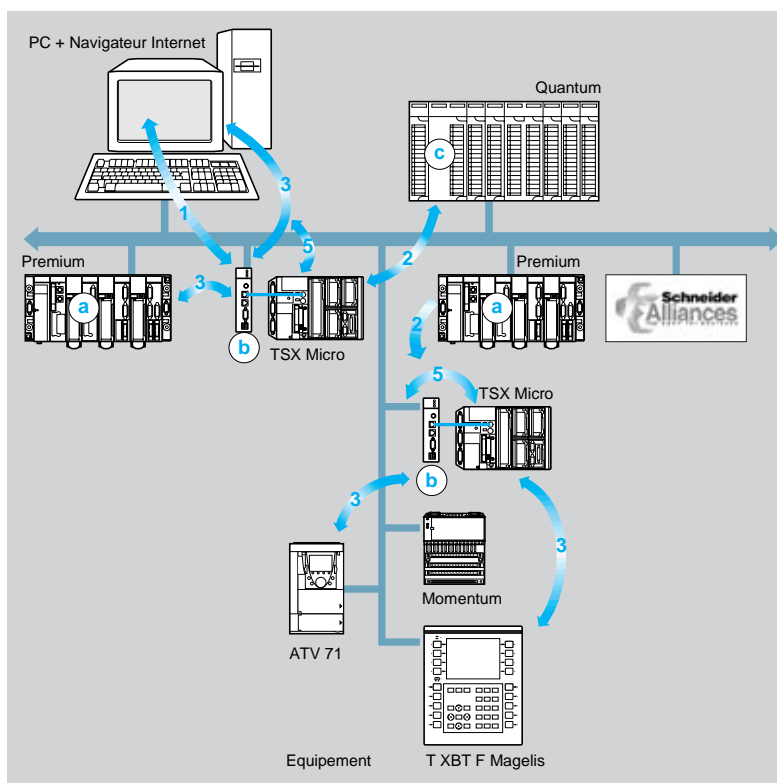 PC + Navigateur Internet
Quantum
c
3
1
5
2
Premium
Premium
a
3
b
TSX Micro
a
2
Schneider
Alliances
5
TSX Micro
b
3
3
Momentum
ATV 71
Equipement
T XBT F Magelis